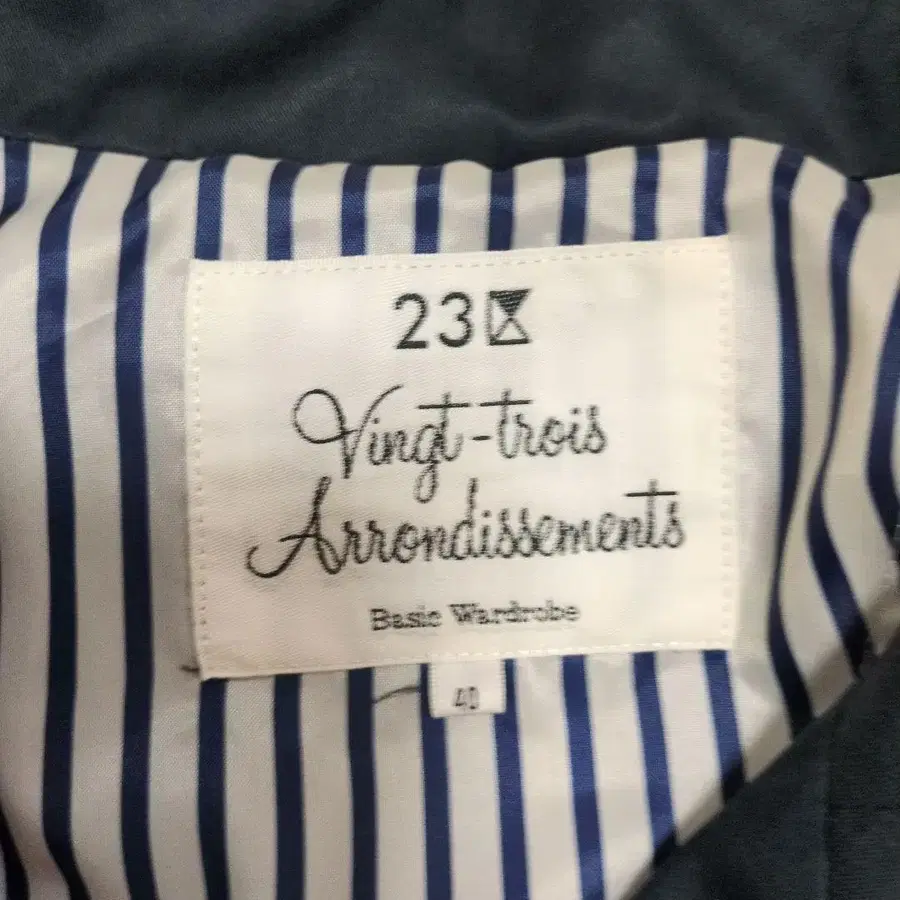 23区
Vingt-trois
Arrondissements
Basic Wardrobe
40